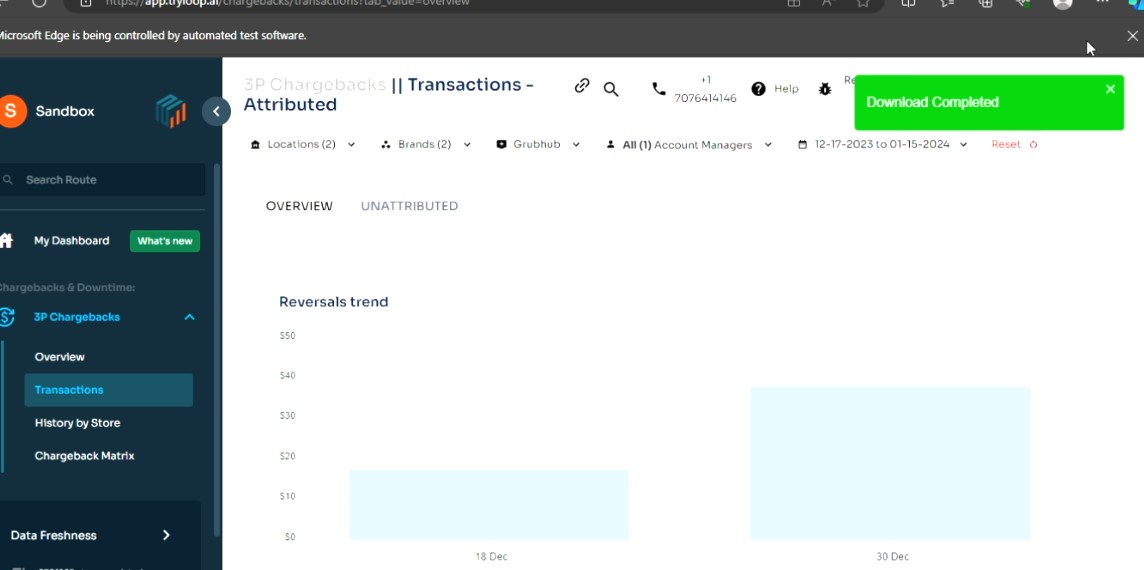 https://app.tryloop.ai/chargebacks/transactions?tab_value=overview
Microsoft Edge is being controlled by automated test software.
S Sandbox
Search Route
My Dashboard What's new
Chargebacks & Downtime:
3P Chargebacks
Overview
Transactions
History by Store
Chargeback Matrix
Data Freshness
3P Chargebacks || Transactions -
Attributed
+1
7076414146
Help
Download Completed
Locations (2) Brands (2) Grubhub All (1) Account Managers 12-17-2023 to 01-15-2024 Reset
OVERVIEW UNATTRIBUTED
Reversals trend
$50
$40
$30
$20
$10
$0
18 Dec 30 Dec